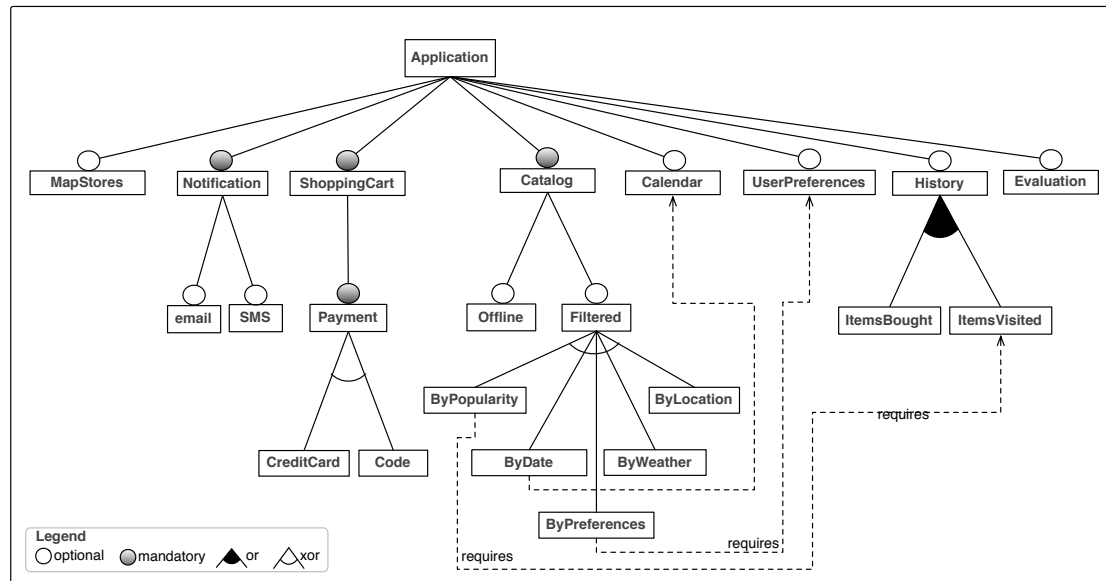 Application
MapStores
Notification
ShoppingCart
Catalog
Calendar
UserPreferences
History
Evaluation
email
SMS
Payment
Offline
Filtered
ItemsBought
ItemsVisited
ByPopularity
ByLocation
requires
CreditCard
Code
ByDate
ByWeather
ByPreferences
requires
requires
Legend
optional
mandatory
or
xor